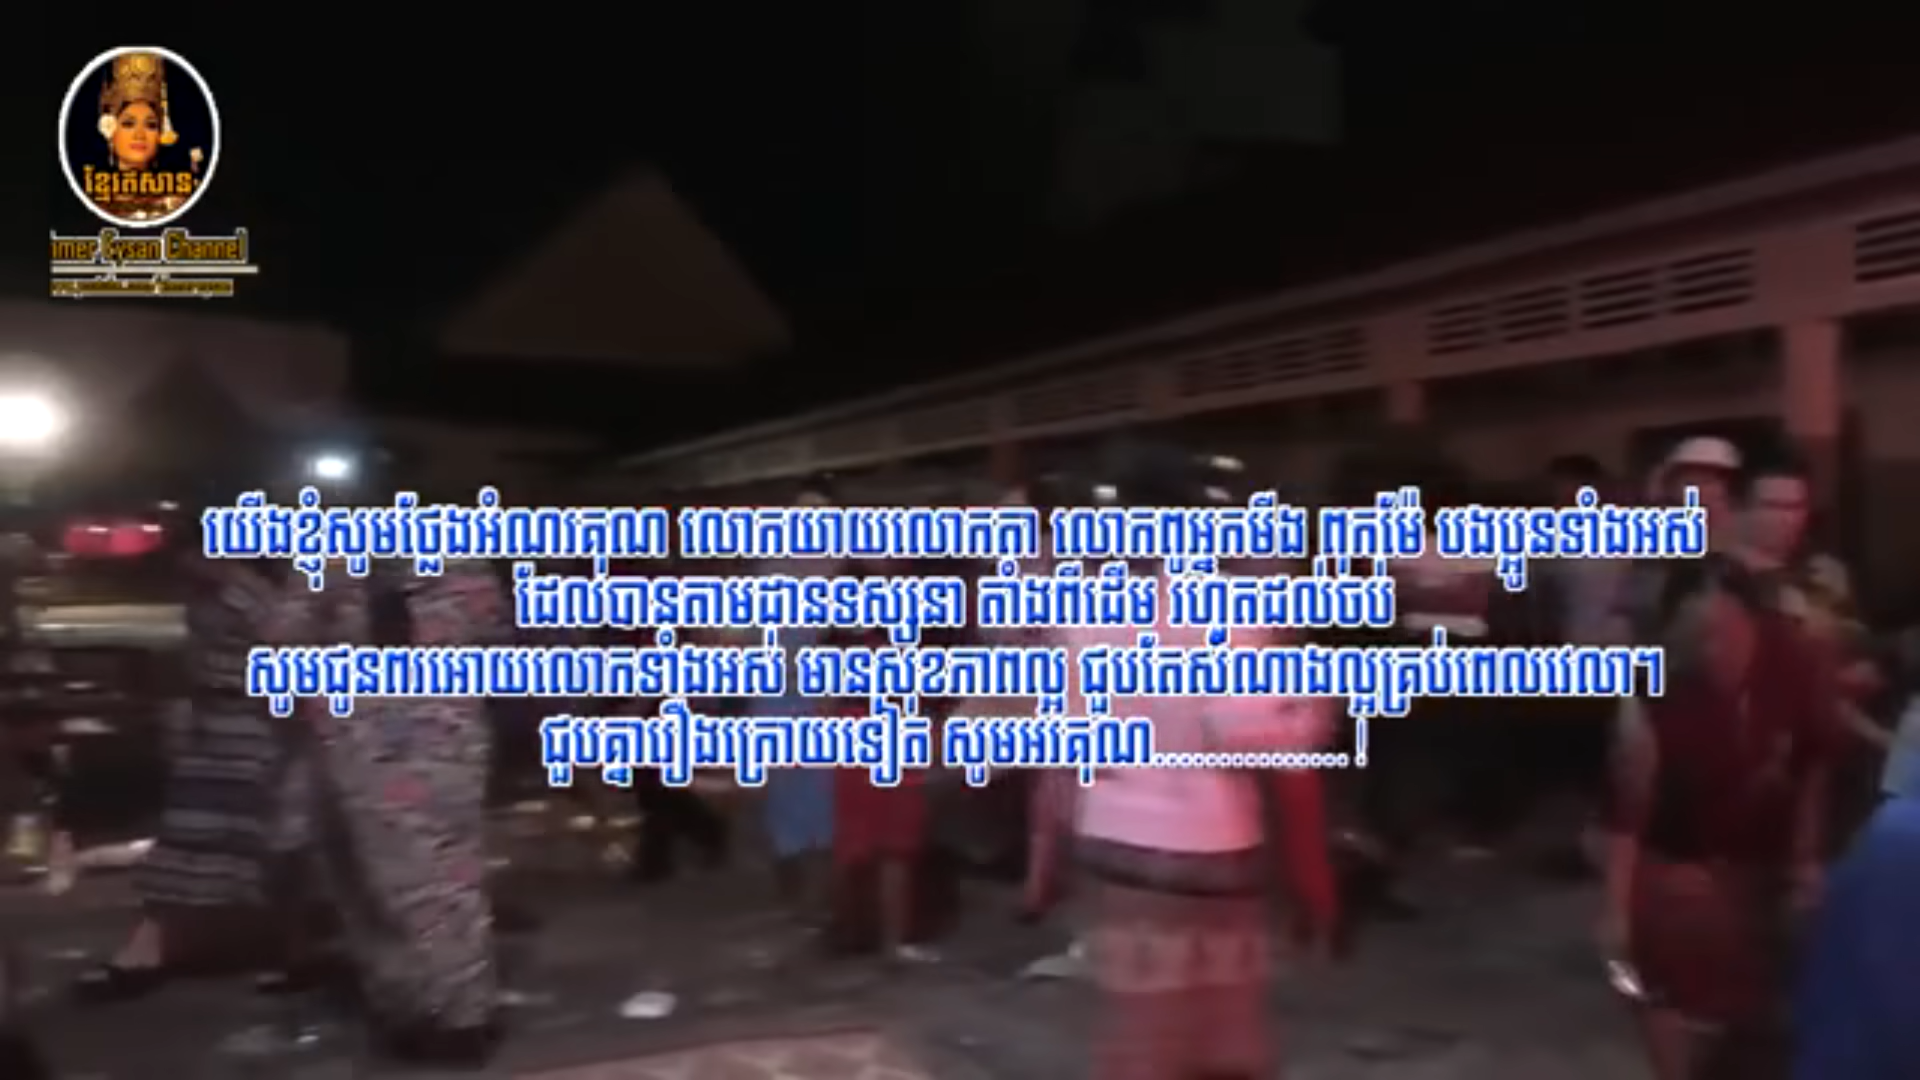 ខ្មែរគីសាន
imer Gysan Channel
យើងខ្ញុំសូមថ្លែងអំណរគុណ លោកយាយលោកតា លោកពូអ្នកមីង ពុកម៉ែ បងប្អូនទាំងអស់
ដែលបានតាមដានទស្សនា តាំងពីដើម រហូតដល់ចប់
សូមជូនពរអោយលោកទាំងអស់ មានសុខភាពល្អ ជួបតែសំណាងល្អគ្រប់ពេលវេលា។
ជួបគ្នារឿងក្រោយទៀត សូមអរគុណ...............!